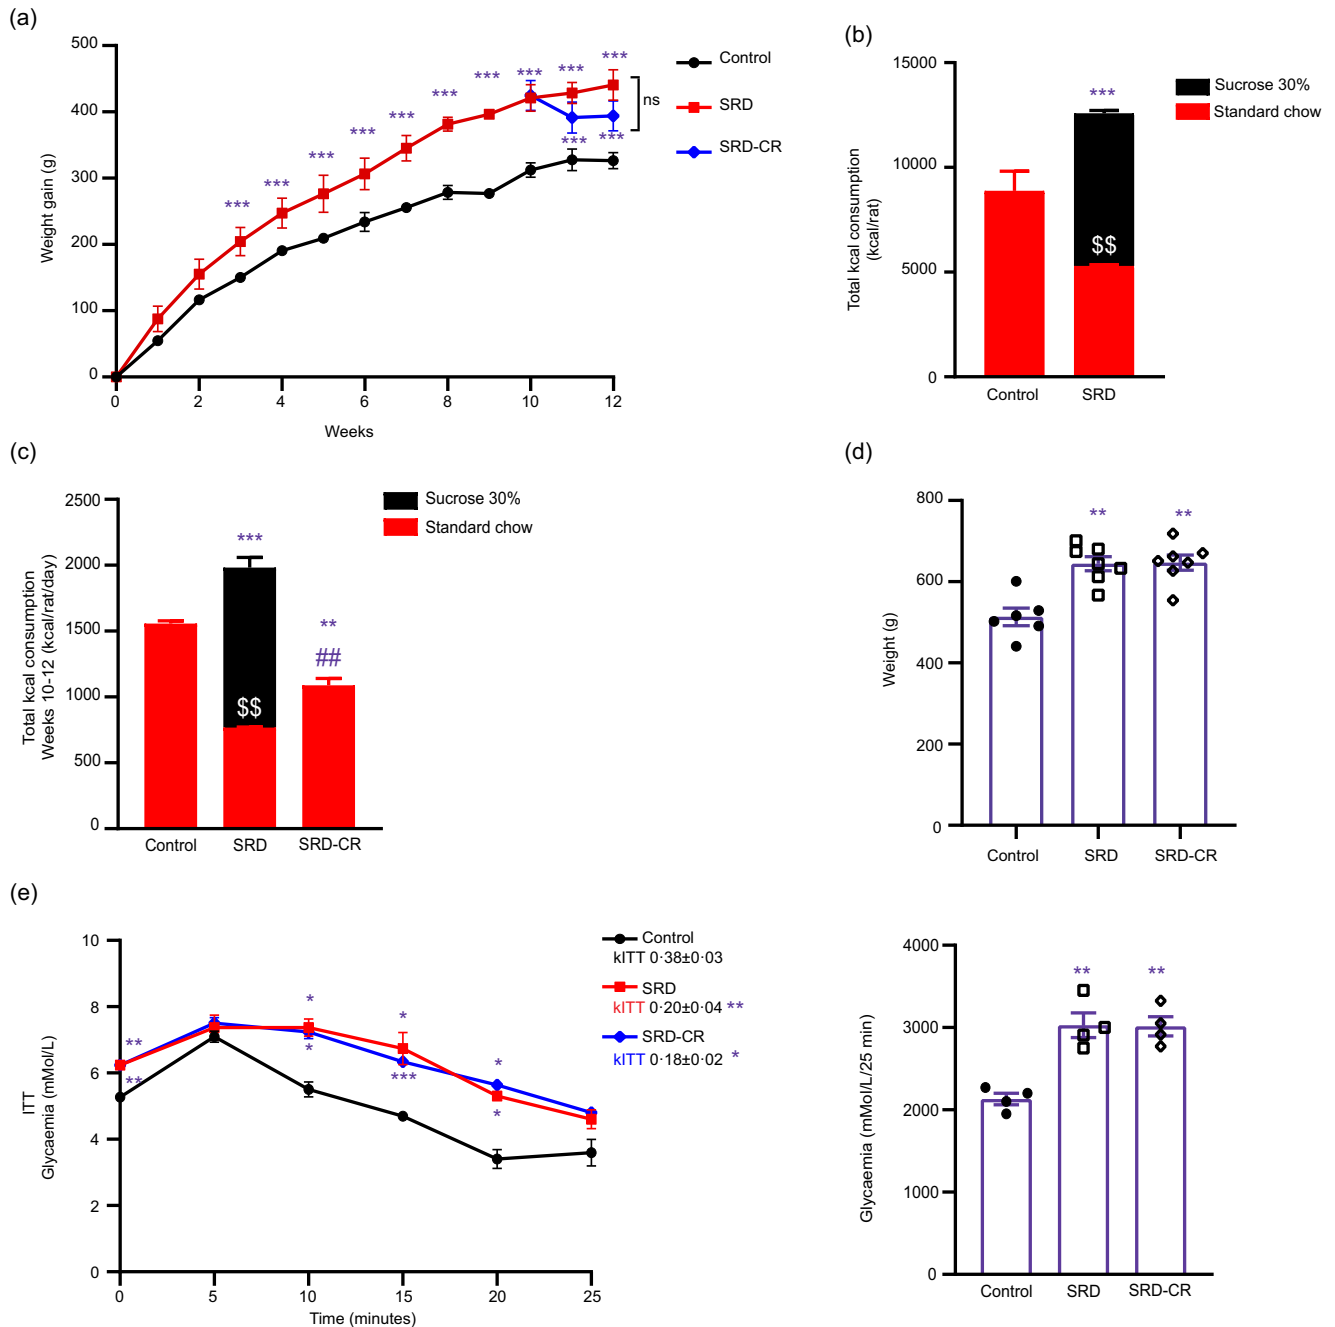 (a)
500
400
300
200
100
0
Weight gain (g)
0 2 4 6 8 10 12
Weeks
*** *** *** *** *** *** *** *** *** ***
*** ***
ns
Control
SRD
SRD-CR
(b)
15000
10000
5000
0
Total kcal consumption
(kcal/rat)
***
$$
Control SRD
Sucrose 30%
Standard chow
(c)
2500
2000
1500
1000
500
0
Total kcal consumption
Weeks 10-12 (kcal/rat/day)
***
$$
**
##
Control SRD SRD-CR
Sucrose 30%
Standard chow
(d)
800
600
400
200
0
Weight (g)
** **
Control SRD SRD-CR
(e)
10
8
6
4
2
0
ITT
Glycaemia (mMol/L)
** * * *
** * *** *
0 5 10 15 20 25
Time (minutes)
Control
kITT 0·38±0·03
SRD
kITT 0·20±0·04 **
SRD-CR
kITT 0·18±0·02 *
4000
3000
2000
1000
0
Glycaemia (mMol/L/25 min)
** **
Control SRD SRD-CR